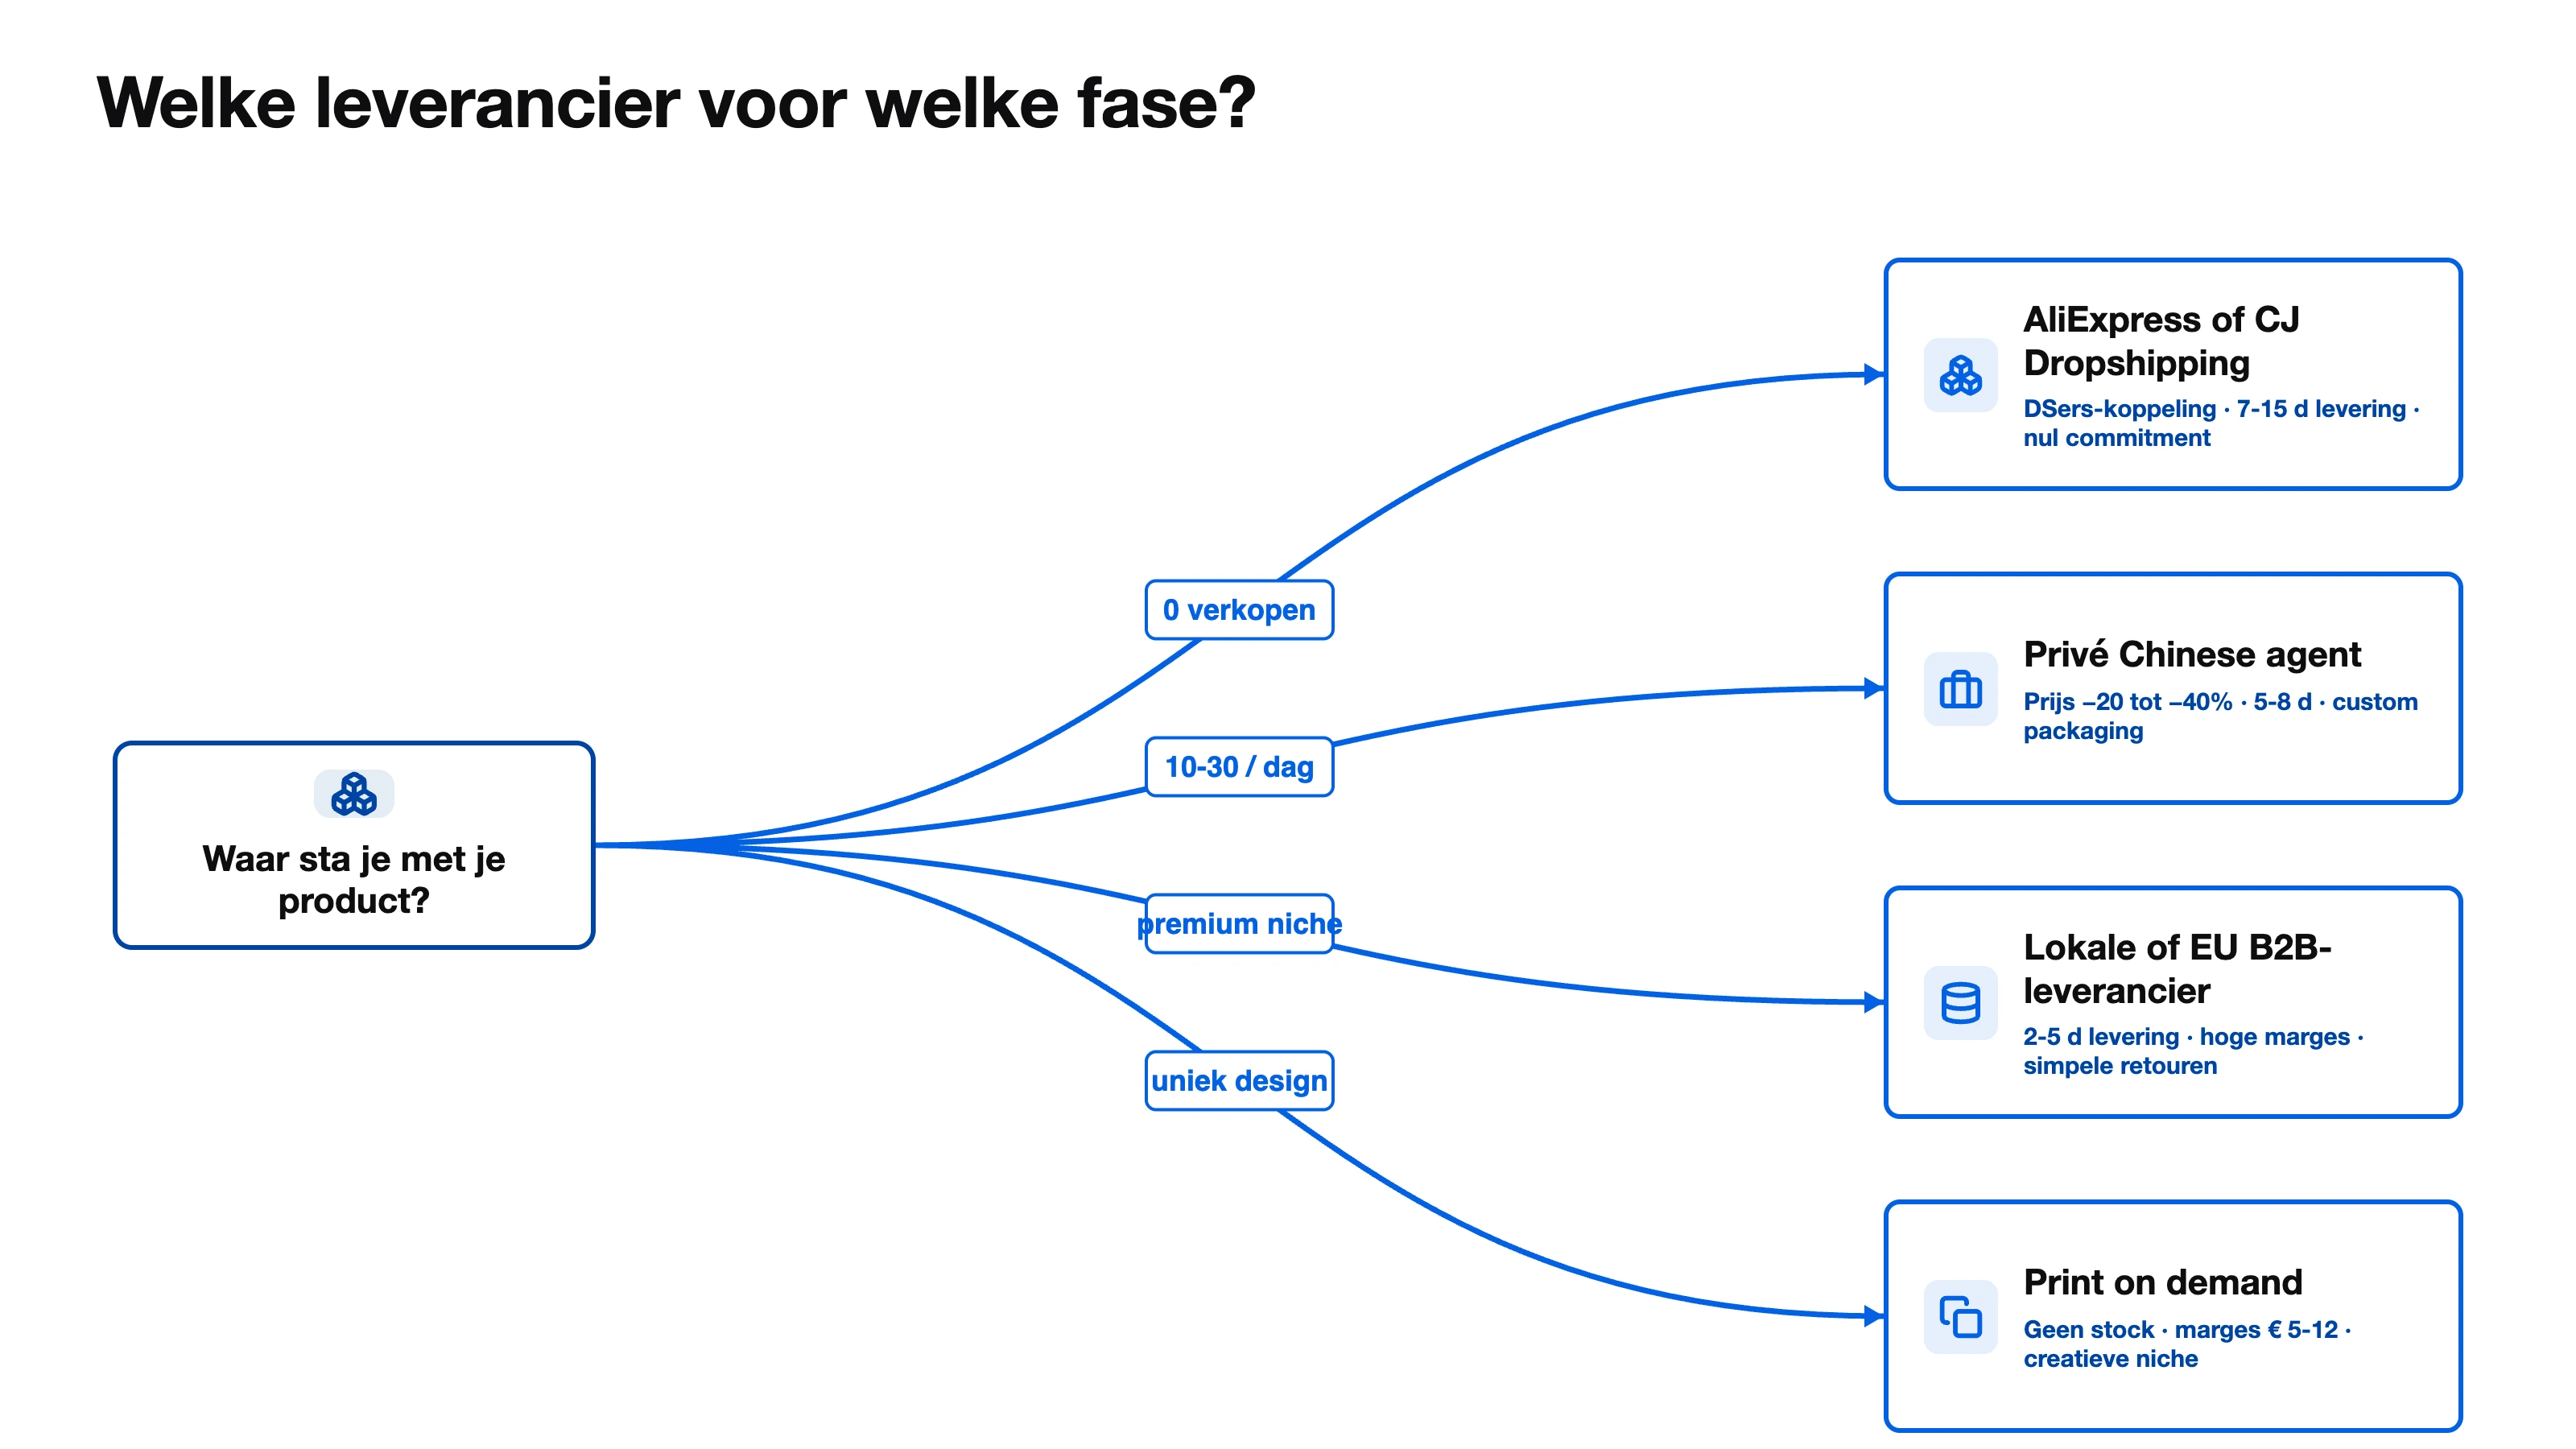 Welke leverancier voor welke fase?
Waar sta je met je
product?
0 verkopen
10-30 / dag
premium niche
uniek design
AliExpress of CJ
Dropshipping
DSers-koppeling · 7-15 d levering ·
nul commitment
Privé Chinese agent
Prijs −20 tot −40% · 5-8 d · custom
packaging
Lokale of EU B2B-
leverancier
2-5 d levering · hoge marges ·
simpele retouren
Print on demand
Geen stock · marges € 5-12 ·
creatieve niche